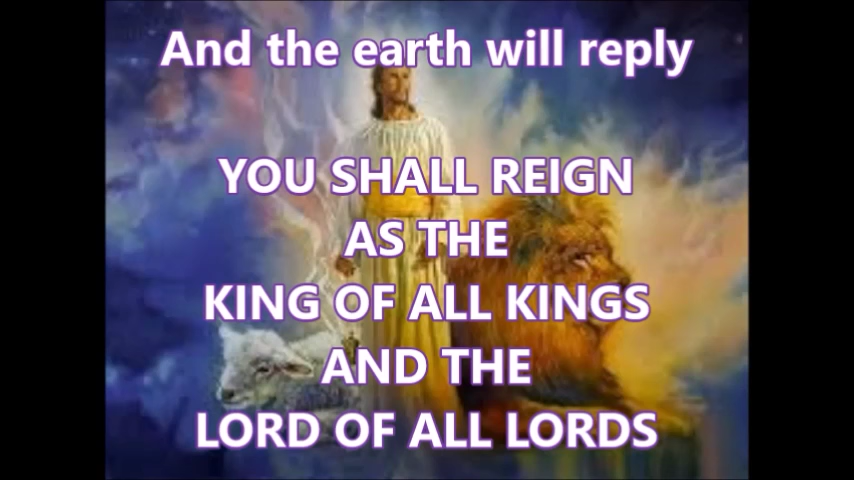 And the earth will reply
YOU SHALL REIGN
AS THE
KING OF ALL KINGS
AND THE
LORD OF ALL LORDS